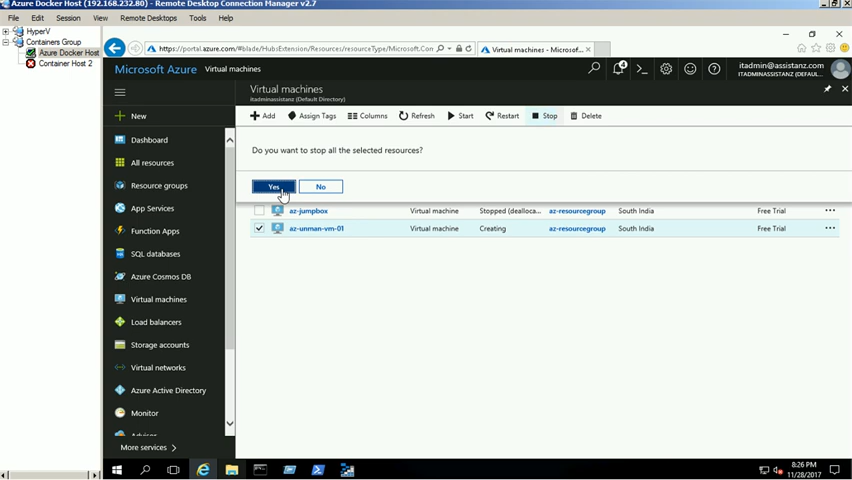 Azure Docker Host (192.168.232.80) - Remote Desktop Connection Manager v2.7
File Session View Remote Desktops Tools Help
HyperV
Containers Group
Azure Docker Host
Container Host 2
https://portal.azure.com/#blade/HubsExtension/Resources/resourceType/Microsoft.Con
Virtual machines - Microsof...
Microsoft Azure Virtual machines
4
itadmin@assistanz.com
ITADMINASSISTANZ (DEFAUL...
Virtual machines
itadminassistanz (Default Directory)
New
Add Assign Tags Columns Refresh Start Restart Stop Delete
Dashboard
All resources
Resource groups
App Services
Function Apps
SQL databases
Azure Cosmos DB
Virtual machines
Load balancers
Storage accounts
Virtual networks
Azure Active Directory
Monitor
Advisor
More services
Do you want to stop all the selected resources?
Yes No
az-jumpbox Virtual machine Stopped (dealloca... az-resourcegroup South India Free Trial
az-unman-vm-01 Virtual machine Creating az-resourcegroup South India Free Trial
8:26 PM
11/28/2017